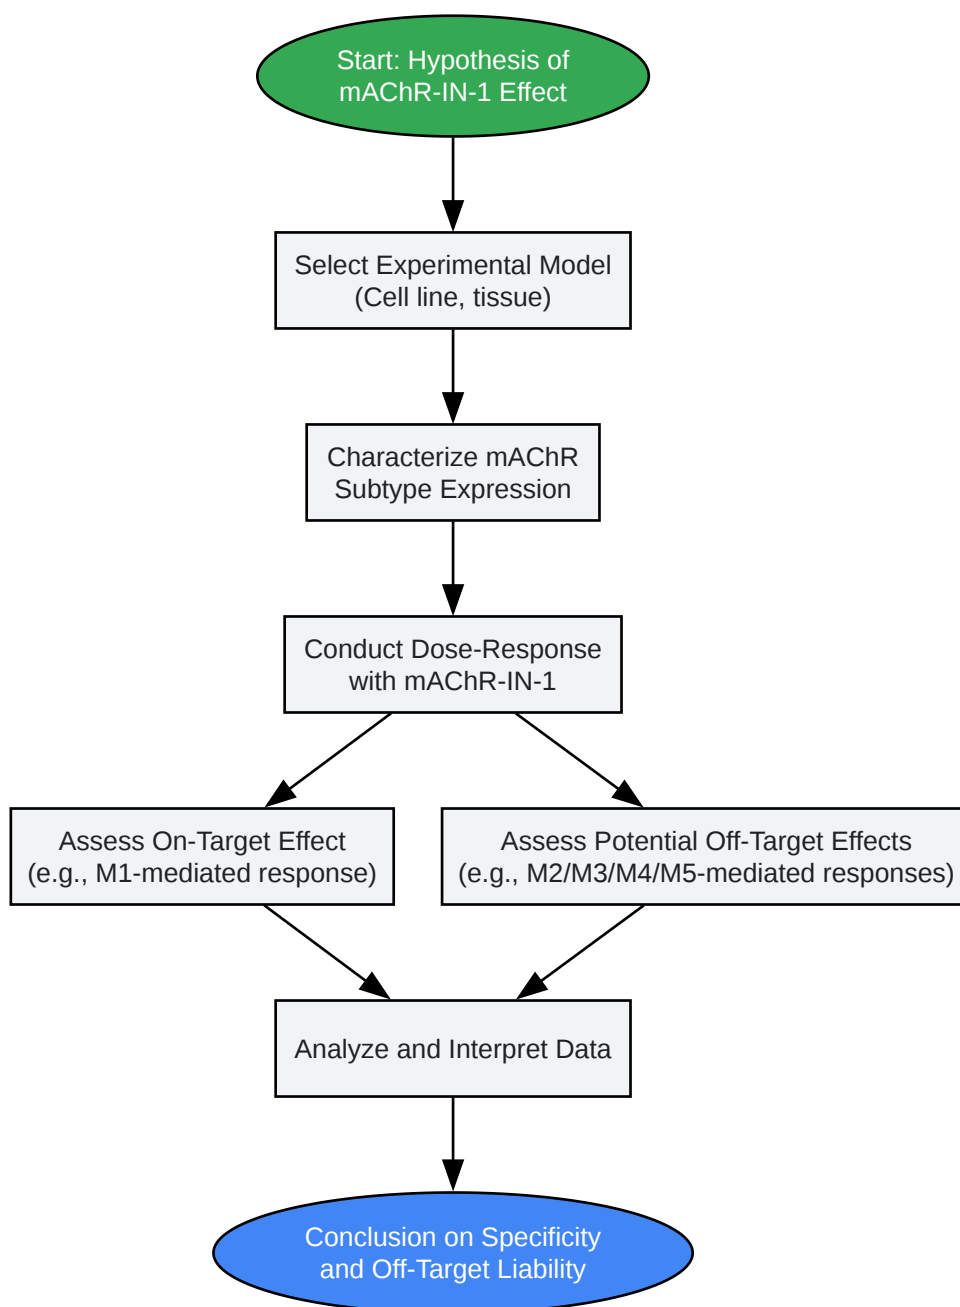 Start: Hypothesis of
mAChR-IN-1 Effect
Select Experimental Model
(Cell line, tissue)
Characterize mAChR
Subtype Expression
Conduct Dose-Response
with mAChR-IN-1
Assess On-Target Effect
(e.g., M1-mediated response)
Assess Potential Off-Target Effects
(e.g., M2/M3/M4/M5-mediated responses)
Analyze and Interpret Data
Conclusion on Specificity
and Off-Target Liability